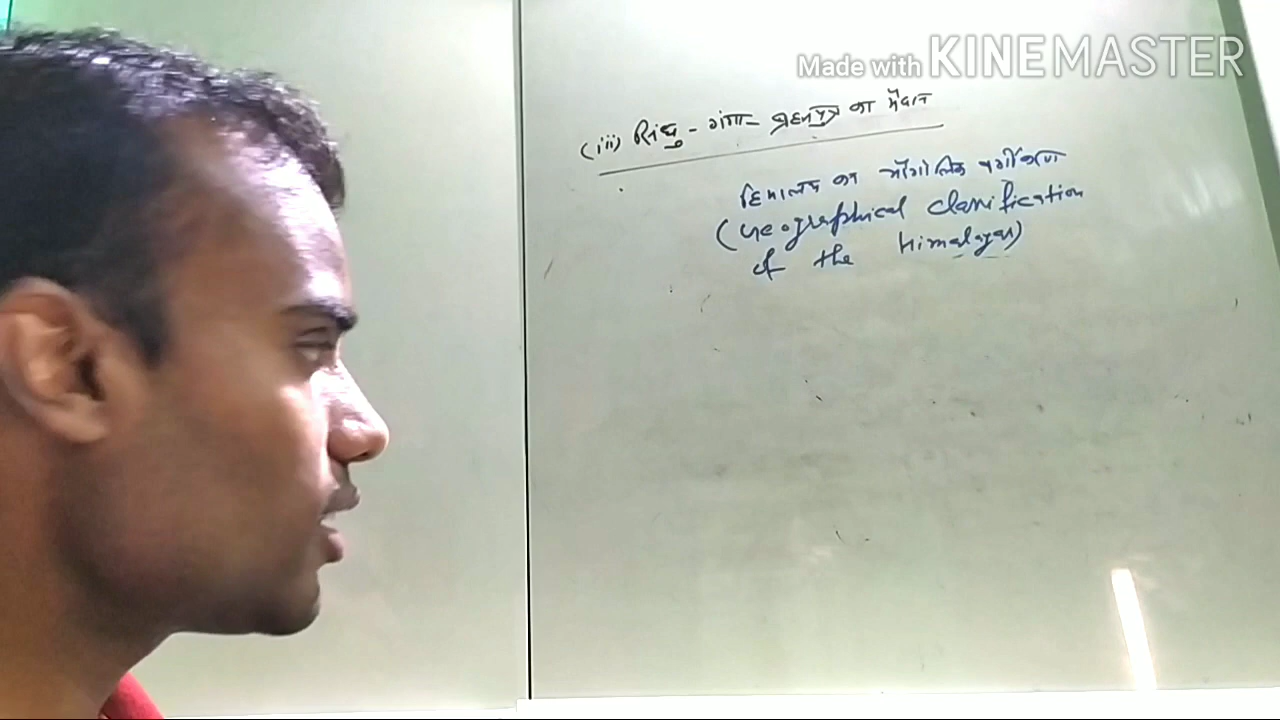 Made with KINEMASTER
(iii) सिंधु - गंगा - ब्रह्मपुत्र का मैदान
हिमालय का भौगोलिक वर्गीकरण
(Geographical classification
of the Himalayas)